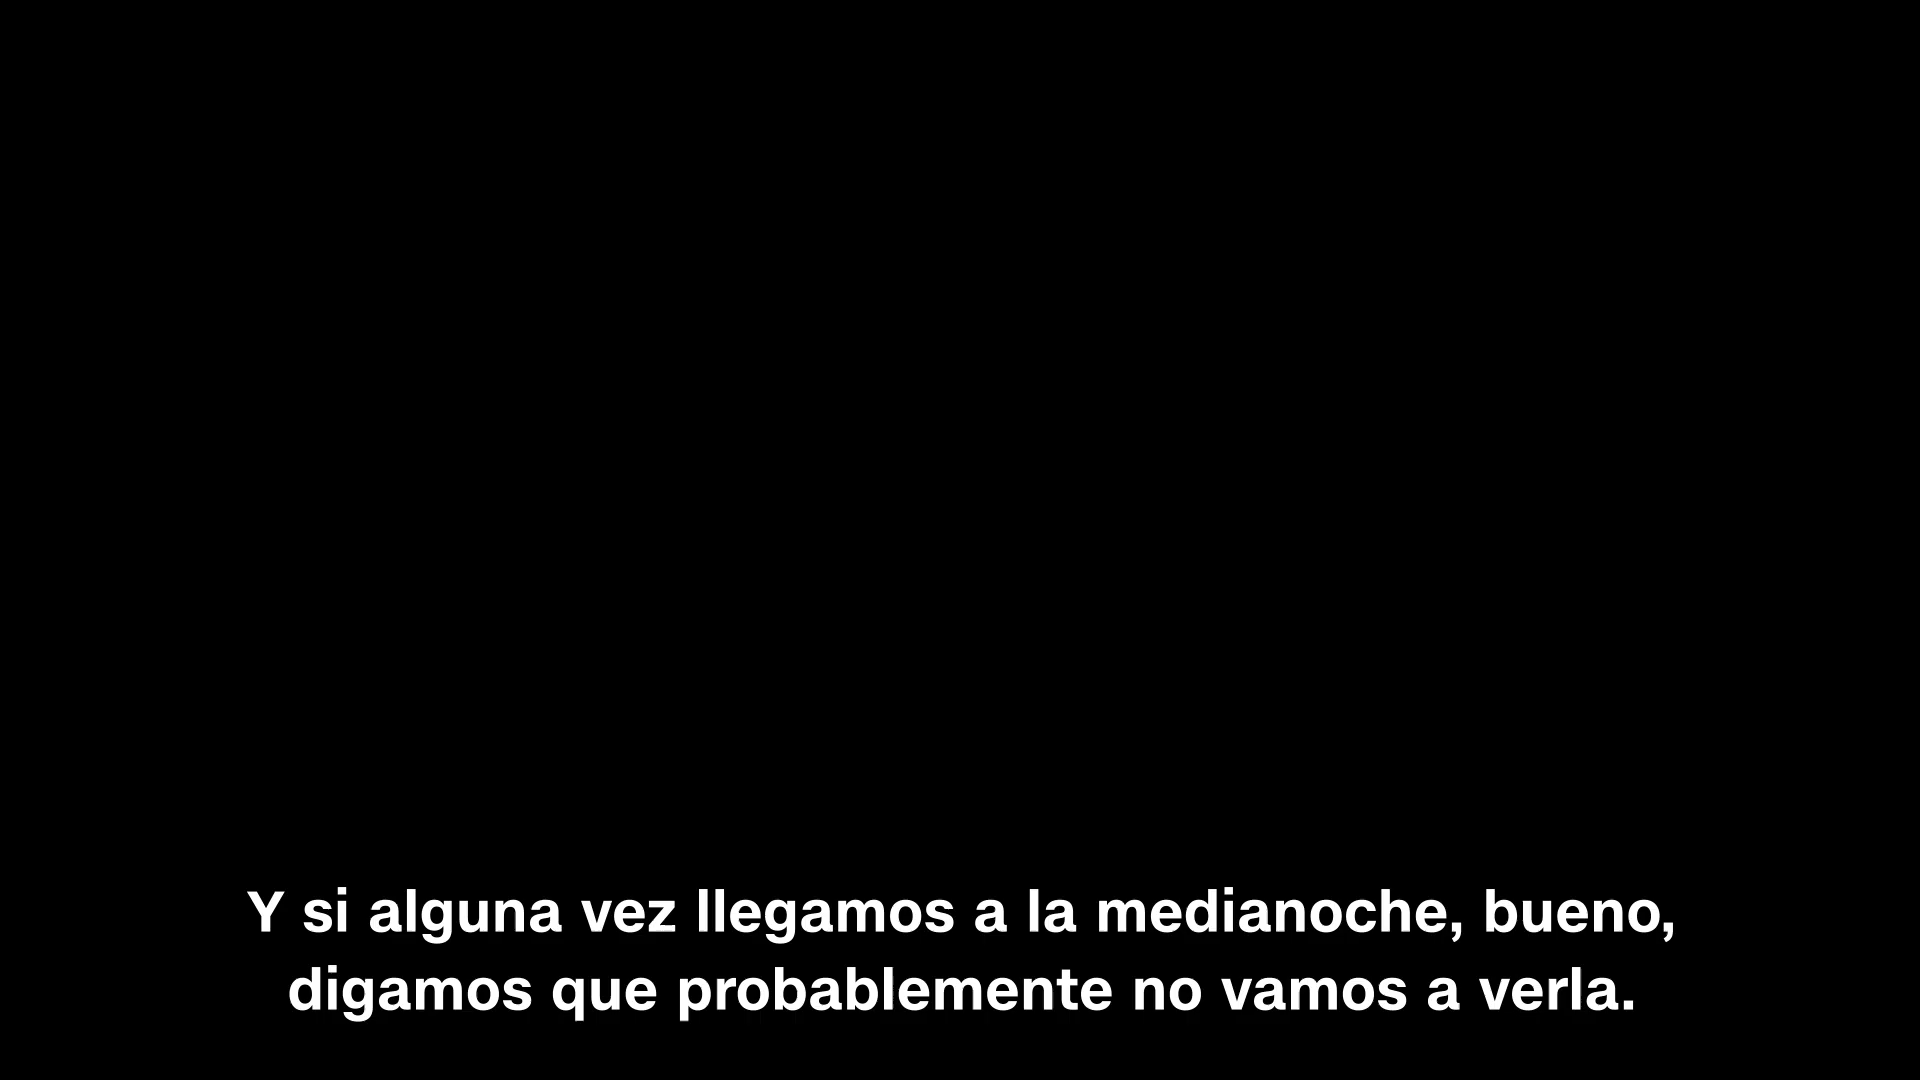 Y si alguna vez llegamos a la medianoche, bueno,
digamos que probablemente no vamos a verla.